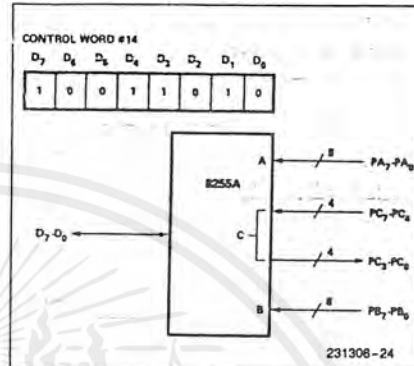 CONTROL WORD #14
D7 D6 D5 D4 D3 D2 D1 D0
1 0 0 1 1 0 1 0
A 8 PA7-PA0
8255A
4 PC7-PC4
D7-D0 C
4 PC3-PC0
B 8 PB7-PB0
231306-24